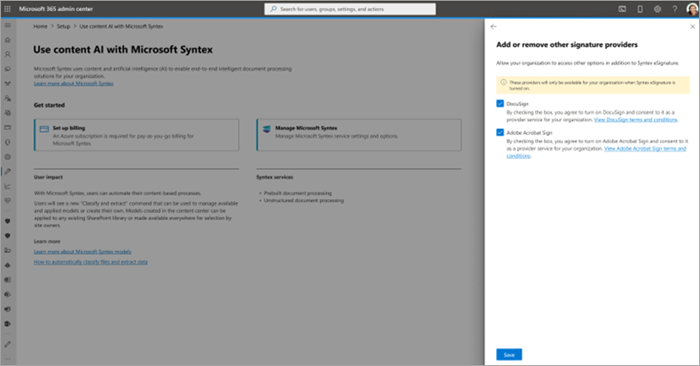 Microsoft 365 admin center
Search for users, groups, settings, and actions
Home > Setup > Use content AI with Microsoft Syntex
Use content AI with Microsoft Syntex
Microsoft Syntex uses content and artificial intelligence (AI) to enable end-to-end intelligent document processing
solutions for your organization.
Learn more about Microsoft Syntex
Get started
Set up billing
An Azure subscription is required for pay-as-you-go billing for
Microsoft Syntex.
Manage Microsoft Syntex
Manage Microsoft Syntex service settings and options.
User impact
With Microsoft Syntex, users can automate their content-based processes.
Users will see a new "Classify and extract" command that can be used to manage available
and applied models or create their own. Models created in the content center can be
applied to any existing SharePoint library or made available everywhere for selection by
site owners.
Syntex services
• Prebuilt document processing
• Unstructured document processing
Learn more
Learn more about Microsoft Syntex models
How to automatically classify files and extract data
Add or remove other signature providers
Allow your organization to access other options in addition to Syntex eSignature.
These providers will only be available for your organization when Syntex eSignature is
turned on.
DocuSign
By checking the box, you agree to turn on DocuSign and consent to it as a
provider service for your organization. View DocuSign terms and conditions.
Adobe Acrobat Sign
By checking the box, you agree to turn on Adobe Acrobat Sign and consent to it
as a provider service for your organization. View Adobe Acrobat Sign terms and
conditions.
Save